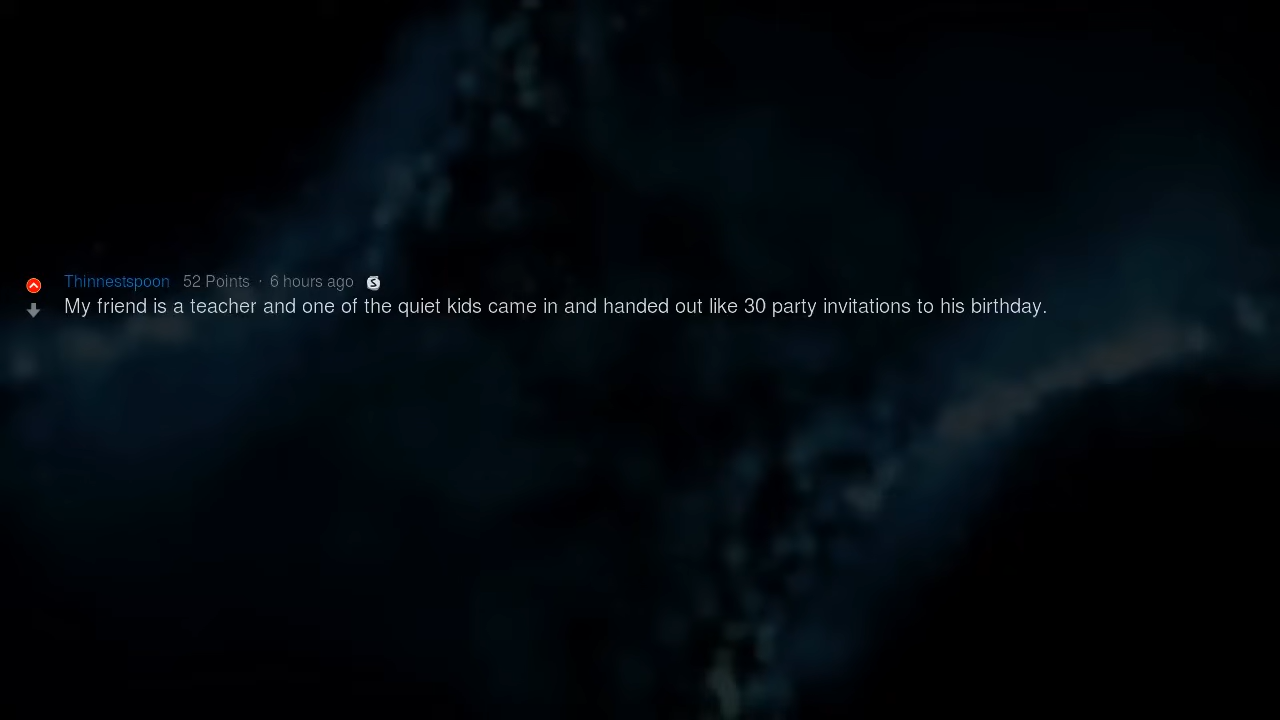 Thinnestspoon 52 Points · 6 hours ago
My friend is a teacher and one of the quiet kids came in and handed out like 30 party invitations to his birthday.